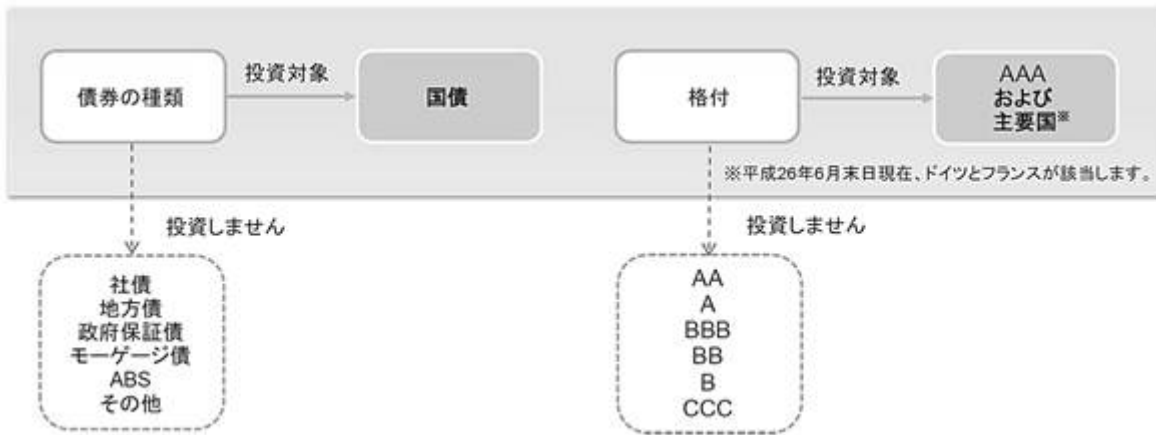 債券の種類
投資対象
国債
投資しません
社債
地方債
政府保証債
モーゲージ債
ABS
その他
格付
投資対象
AAA
および
主要国※
※平成26年6月末日現在、ドイツとフランスが該当します。
投資しません
AA
A
BBB
BB
B
CCC